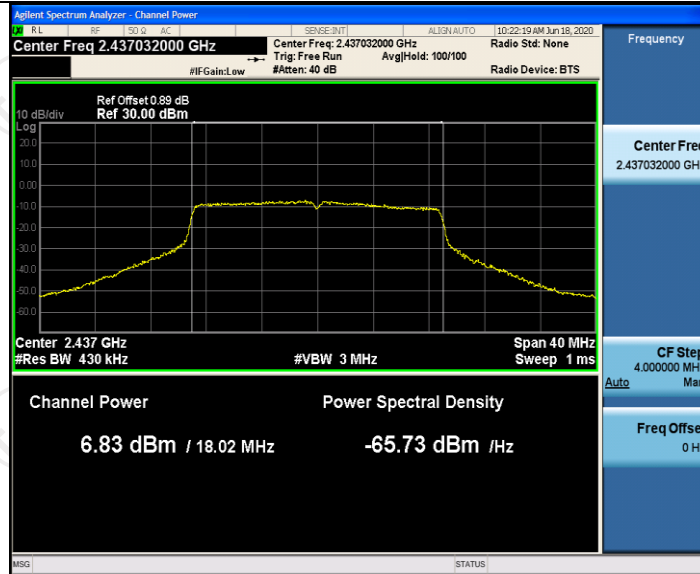 Agilent Spectrum Analyzer - Channel Power
RL RF 50 Ω AC SENSE:INT ALIGN AUTO 10:22:19 AM Jun 18, 2020
Center Freq 2.437032000 GHz Center Freq: 2.437032000 GHz Radio Std: None
Trig: Free Run Avg|Hold: 100/100
#IFGain:Low #Atten: 40 dB Radio Device: BTS
Ref Offset 0.89 dB
10 dB/div Ref 30.00 dBm
Log
20.0
10.0
0.00
-10.0
-20.0
-30.0
-40.0
-50.0
-60.0
Center 2.437 GHz Span 40 MHz
#Res BW 430 kHz #VBW 3 MHz Sweep 1 ms
Channel Power Power Spectral Density
6.83 dBm / 18.02 MHz -65.73 dBm /Hz
MSG STATUS
Frequency
Center Fre
2.437032000 GH
CF Step
4.000000 MH
Auto Mar
Freq Offse
0 H